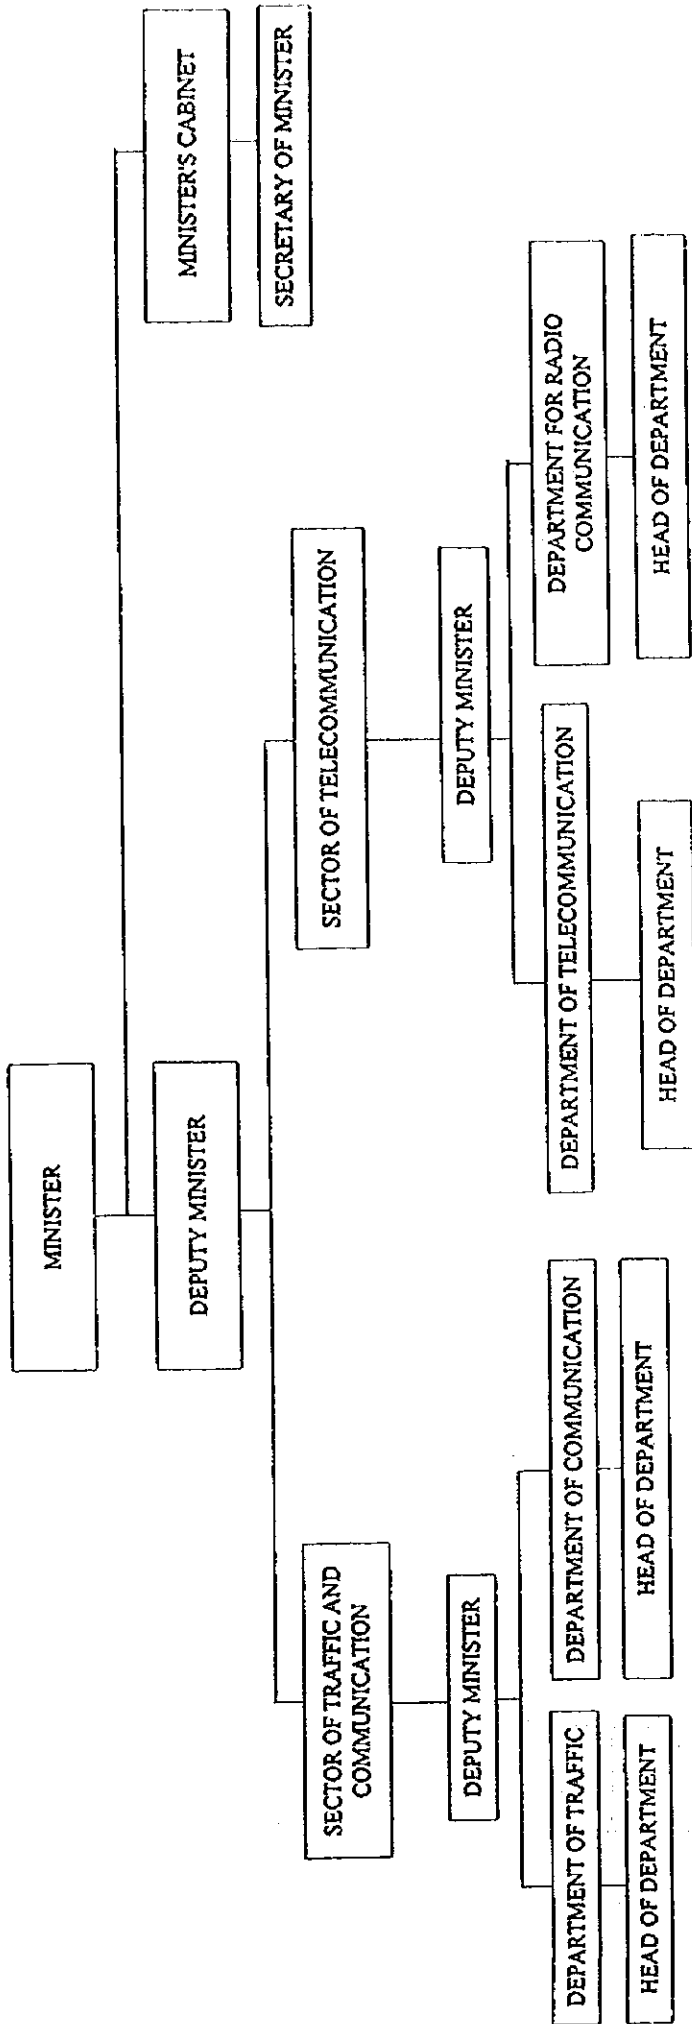 MINISTER
DEPUTY MINISTER
MINISTER'S CABINET
SECRETARY OF MINISTER
SECTOR OF TRAFFIC AND
COMMUNICATION
SECTOR OF TELECOMMUNICATION
DEPUTY MINISTER
DEPUTY MINISTER
DEPARTMENT OF TRAFFIC
DEPARTMENT OF COMMUNICATION
DEPARTMENT OF TELECOMMUNICATION
DEPARTMENT FOR RADIO
COMMUNICATION
HEAD OF DEPARTMENT
HEAD OF DEPARTMENT
HEAD OF DEPARTMENT
HEAD OF DEPARTMENT